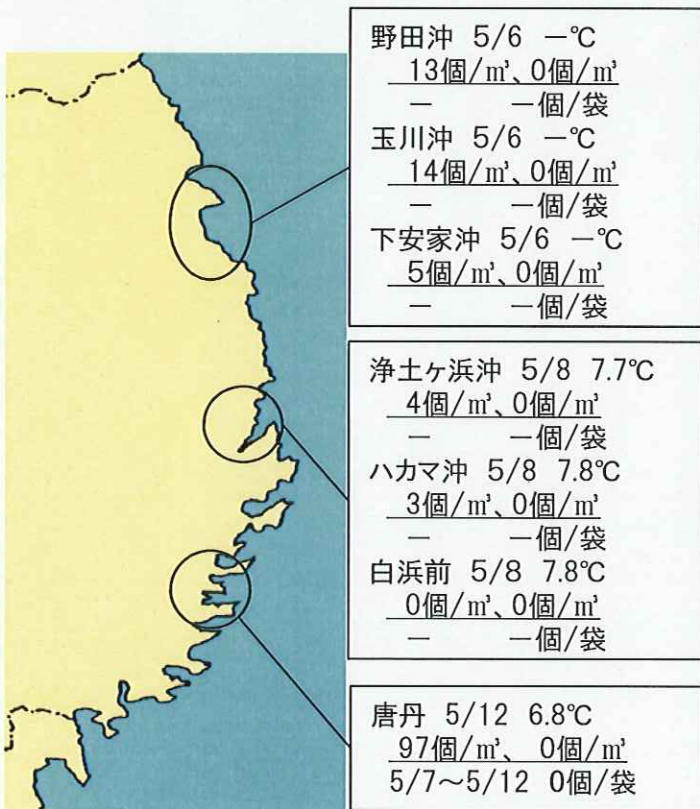 野田沖 5/6 ー℃
13個/㎥、0個/㎥
ー ー個/袋
玉川沖 5/6 ー℃
14個/㎥、0個/㎥
ー ー個/袋
下安家沖 5/6 ー℃
5個/㎥、0個/㎥
ー ー個/袋
浄土ヶ浜沖 5/8 7.7℃
4個/㎥、0個/㎥
ー ー個/袋
ハカマ沖 5/8 7.8℃
3個/㎥、0個/㎥
ー ー個/袋
白浜前 5/8 7.8℃
0個/㎥、0個/㎥
ー ー個/袋
唐丹 5/12 6.8℃
97個/㎥、 0個/㎥
5/7～5/12 0個/袋